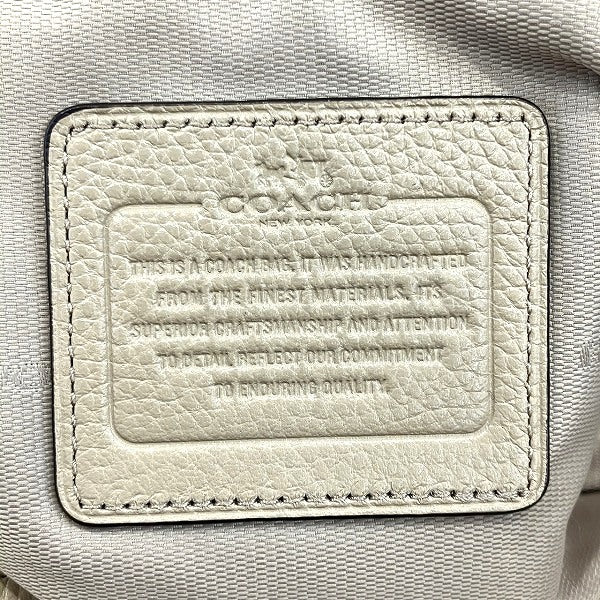 COACH
NEW YORK
THIS IS A COACH BAG. IT WAS HANDCRAFTED
FROM THE FINEST MATERIALS. ITS
SUPERIOR CRAFTSMANSHIP AND ATTENTION
TO DETAIL REFLECT OUR COMMITMENT
TO ENDURING QUALITY.